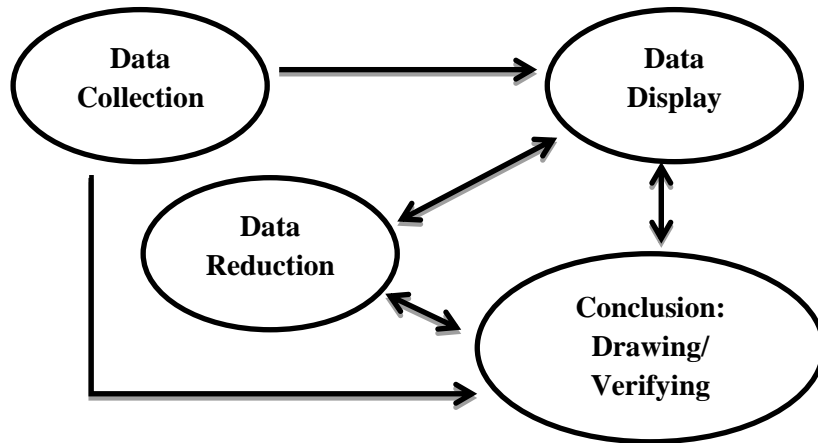 Data
Collection
Data
Display
Data
Reduction
Conclusion:
Drawing/
Verifying